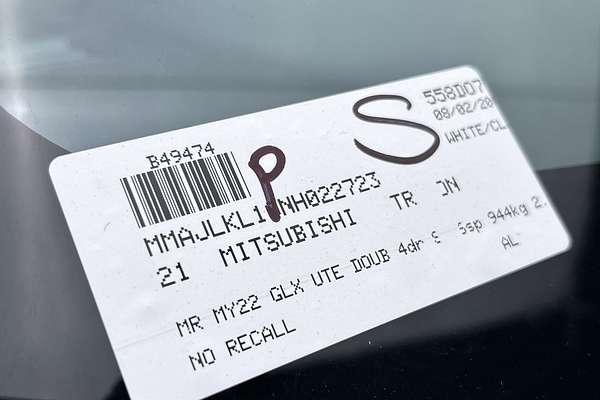 B49474
P
S
558D07
08/02/20
WHITE/CL
MMAJLKL1 NH022723
21 MITSUBISHI TR ON
MR MY22 GLX UTE DOUB 4dr S 6sp 944kg 2.
AL
NO RECALL